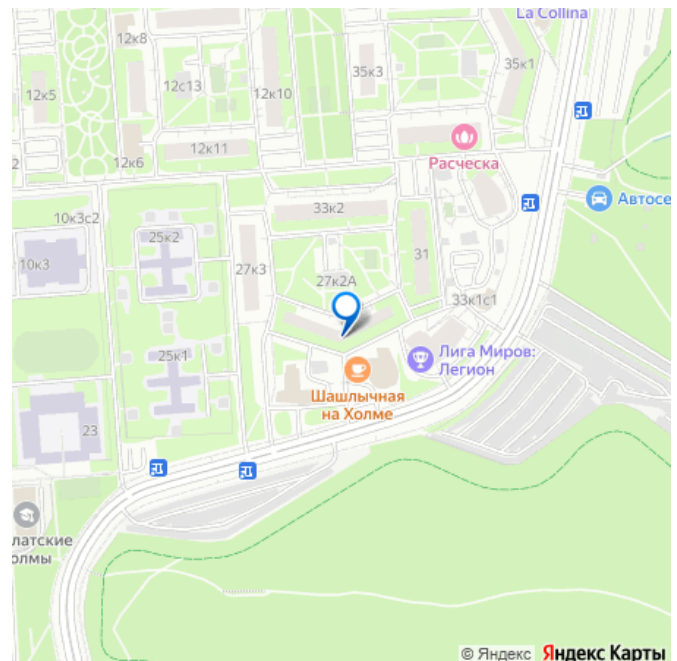 La Collina
12к8
35к3
35к1
12с13
12к5
12к10
12к11
12к6
Расческа
2
Автосе
33к2
10к3с2
25к2
31
10к3
27к3
27к2А
33к1с1
25к1
Лига Миров:
Легион
Шашлычная
на Холме
23
латские
олмы
© Яндекс Яндекс Карты